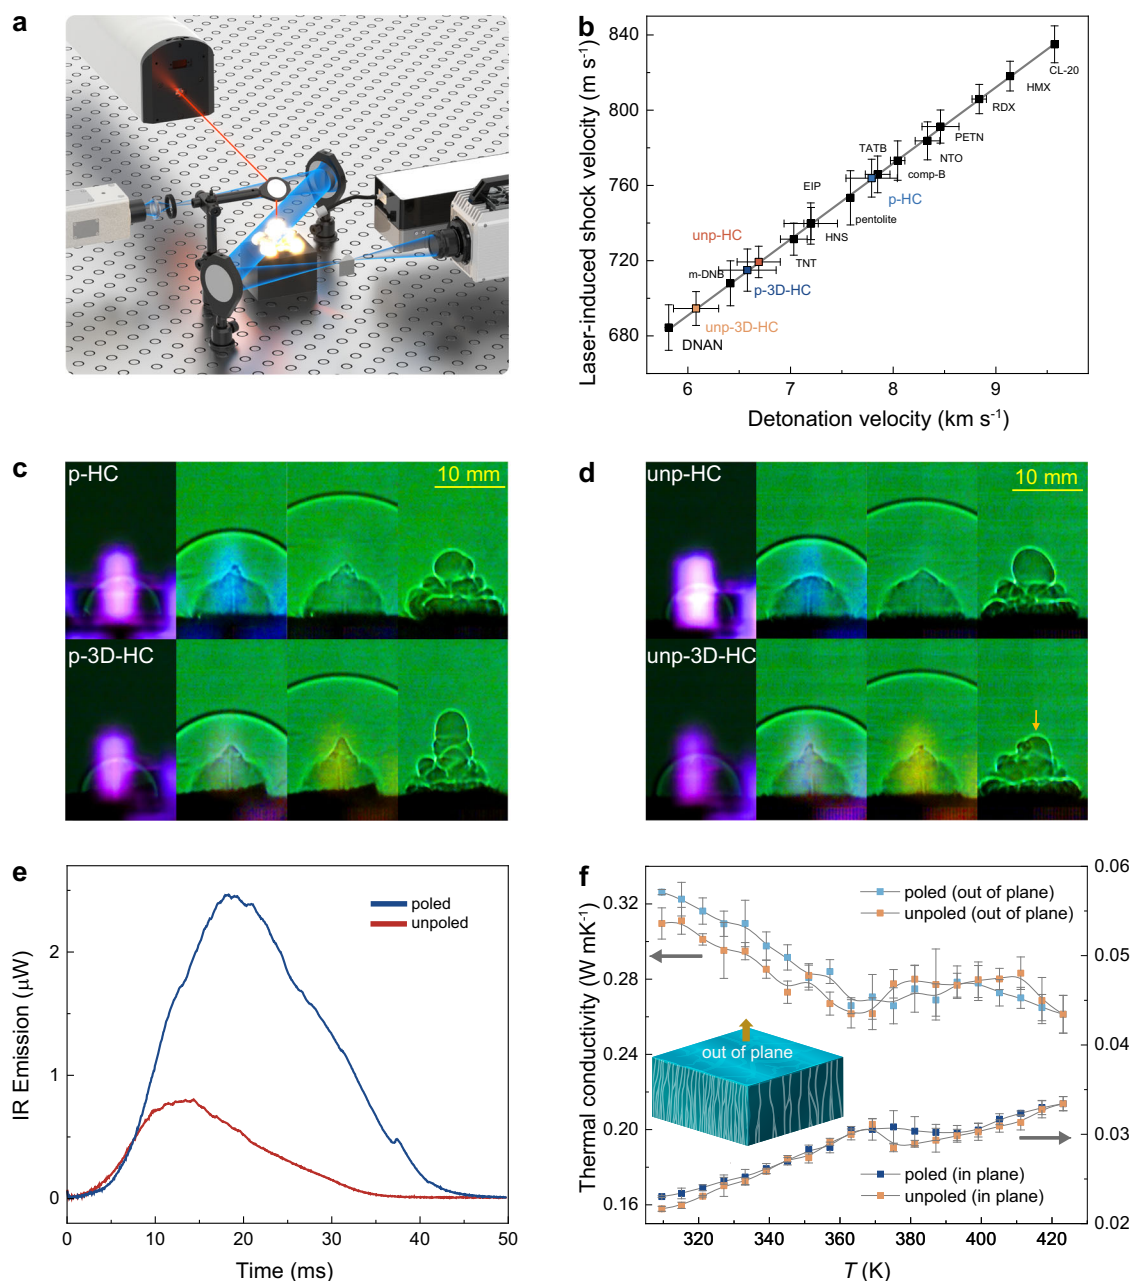 a
b
Laser-induced shock velocity (m s⁻¹)
840
800
760
720
680
CL-20
HMX
RDX
PETN
NTO
TATB
comp-B
p-HC
EIP
pentolite
HNS
unp-HC
TNT
m-DNB
p-3D-HC
unp-3D-HC
DNAN
6 7 8 9
Detonation velocity (km s⁻¹)
c
p-HC
10 mm
p-3D-HC
d
unp-HC
10 mm
unp-3D-HC
e
poled
unpoled
IR Emission (µW)
2
1
0
0 10 20 30 40 50
Time (ms)
f
poled (out of plane)
unpoled (out of plane)
Thermal conductivity (W mK⁻¹)
0.32
0.28
0.24
0.20
0.16
0.06
0.05
0.04
0.03
0.02
out of plane
poled (in plane)
unpoled (in plane)
320 340 360 380 400 420
T (K)